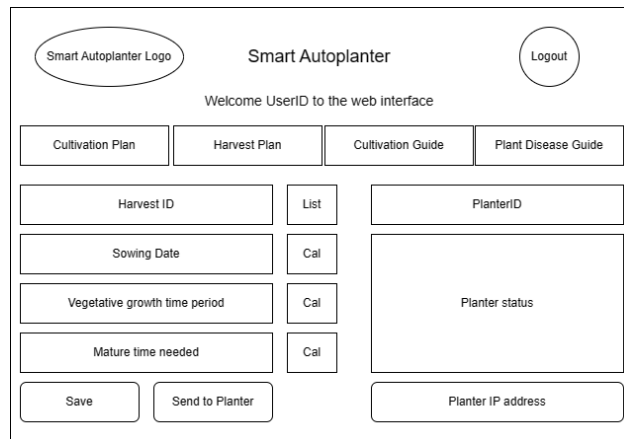 Smart Autoplanter Logo
Smart Autoplanter
Logout
Welcome UserID to the web interface
Cultivation Plan
Harvest Plan
Cultivation Guide
Plant Disease Guide
Harvest ID
List
PlanterID
Sowing Date
Cal
Vegetative growth time period
Cal
Planter status
Mature time needed
Cal
Save
Send to Planter
Planter IP address